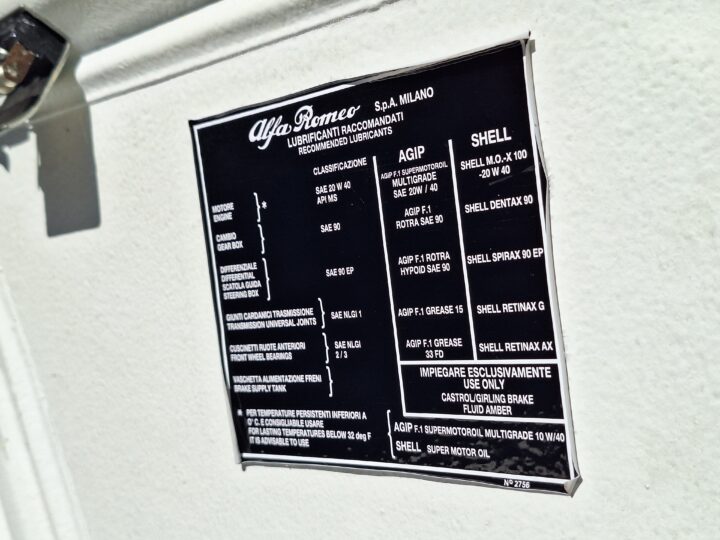 Alfa Romeo S.p.A. MILANO
LUBRIFICANTI RACCOMANDATI
RECOMMENDED LUBRICANTS
CLASSIFICAZIONE
AGIP
SHELL
MOTORE
ENGINE
*
SAE 20 W 40
API MS
AGIP F.1 SUPERMOTOROIL
MULTIGRADE
SAE 20W / 40
SHELL M.O.-X 100
-20 W 40
CAMBIO
GEAR BOX
SAE 90
AGIP F.1
ROTRA SAE 90
SHELL DENTAX 90
DIFFERENZIALE
DIFFERENTIAL
SCATOLA GUIDA
STEERING BOX
SAE 90 EP
AGIP F.1 ROTRA
HYPOID SAE 90
SHELL SPIRAX 90 EP
GIUNTI CARDANICI TRASMISSIONE
TRANSMISSION UNIVERSAL JOINTS
SAE NLGI 1
AGIP F.1 GREASE 15
SHELL RETINAX G
CUSCINETTI RUOTE ANTERIORI
FRONT WHEEL BEARINGS
SAE NLGI
2 / 3
AGIP F.1 GREASE
33 FD
SHELL RETINAX AX
VASCHETTA ALIMENTAZIONE FRENI
BRAKE SUPPLY TANK
IMPIEGARE ESCLUSIVAMENTE
USE ONLY
CASTROL/GIRLING BRAKE
FLUID AMBER
* PER TEMPERATURE PERSISTENTI INFERIORI A
O° C. E CONSIGLIABILE USARE
FOR LASTING TEMPERATURES BELOW 32 deg F
IT IS ADVISABLE TO USE
AGIP F.1 SUPERMOTOROIL MULTIGRADE 10 W/40
SHELL SUPER MOTOR OIL
Nº 2756